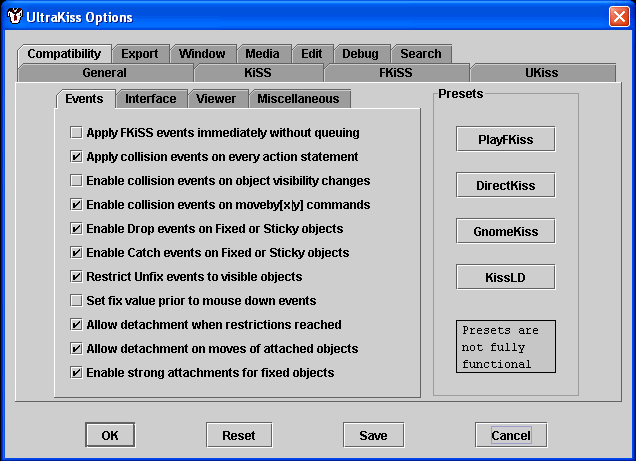 UltraKiss Options
Compatibility Export Window Media Edit Debug Search
General KiSS FKiSS UKiss
Events Interface Viewer Miscellaneous
Apply FKiSS events immediately without queuing
Apply collision events on every action statement
Enable collision events on object visibility changes
Enable collision events on moveby[x|y] commands
Enable Drop events on Fixed or Sticky objects
Enable Catch events on Fixed or Sticky objects
Restrict Unfix events to visible objects
Set fix value prior to mouse down events
Allow detachment when restrictions reached
Allow detachment on moves of attached objects
Enable strong attachments for fixed objects
Presets
PlayFKiss
DirectKiss
GnomeKiss
KissLD
Presets are
not fully
functional
OK Reset Save Cancel